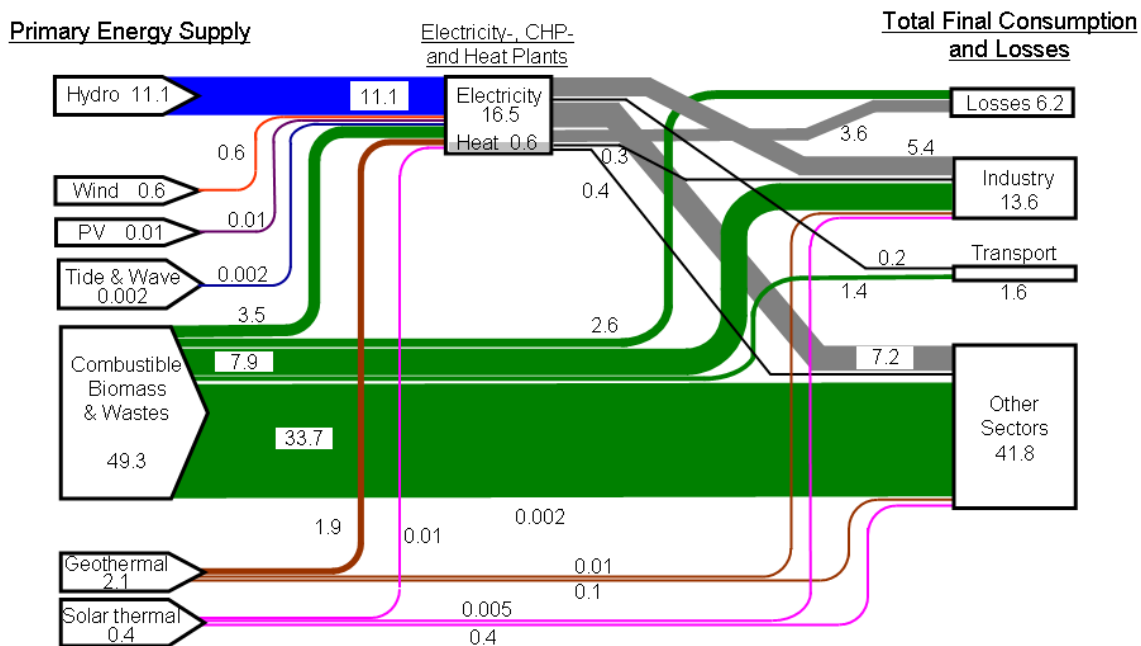 Primary Energy Supply
Electricity-, CHP-
and Heat Plants
Total Final Consumption
and Losses
Hydro 11.1
11.1
Electricity
16.5
Heat 0.6
Losses 6.2
3.6
5.4
0.6
0.3
0.4
Wind 0.6
Industry
13.6
PV 0.01
0.01
Tide & Wave
0.002
0.002
0.2
Transport
1.4
1.6
3.5
2.6
Combustible
Biomass
& Wastes
49.3
7.9
7.2
33.7
Other
Sectors
41.8
0.002
1.9
0.01
Geothermal
2.1
0.01
0.1
Solar thermal
0.4
0.005
0.4